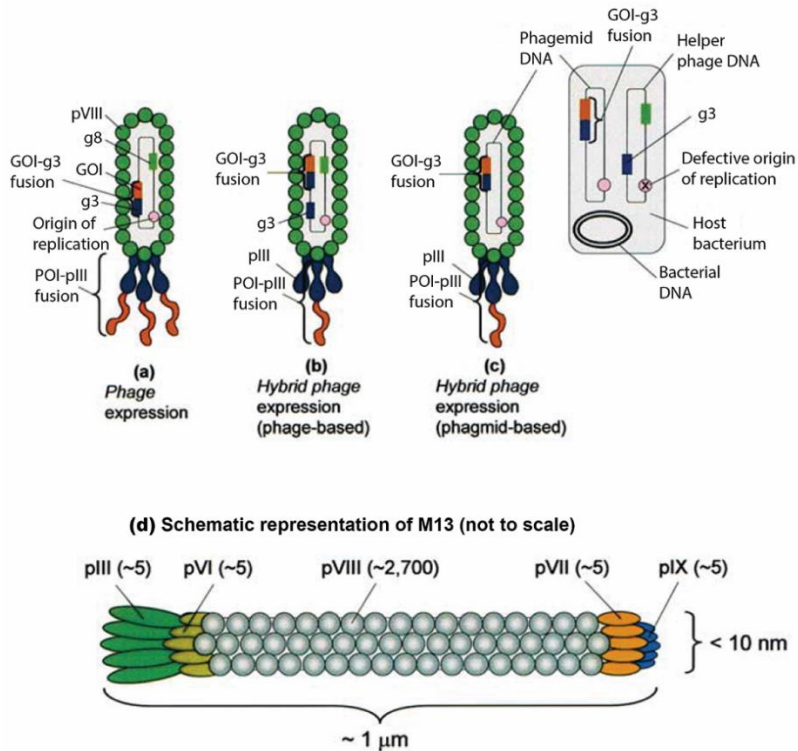 pVIII
g8
GOI-g3
fusion
GOI
g3
Origin of
replication
POI-pIII
fusion
(a)
Phage
expression
GOI-g3
fusion
g3
pIII
POI-pIII
fusion
(b)
Hybrid phage
expression
(phage-based)
Phagemid
DNA
GOI-g3
fusion
pIII
POI-pIII
fusion
(c)
Hybrid phage
expression
(phagmid-based)
GOI-g3
fusion
Helper
phage DNA
g3
Defective origin
of replication
X
Host
bacterium
Bacterial
DNA
(d) Schematic representation of M13 (not to scale)
pIII (~5)
pVI (~5)
pVIII (~2,700)
pVII (~5)
pIX (~5)
< 10 nm
~ 1 μm